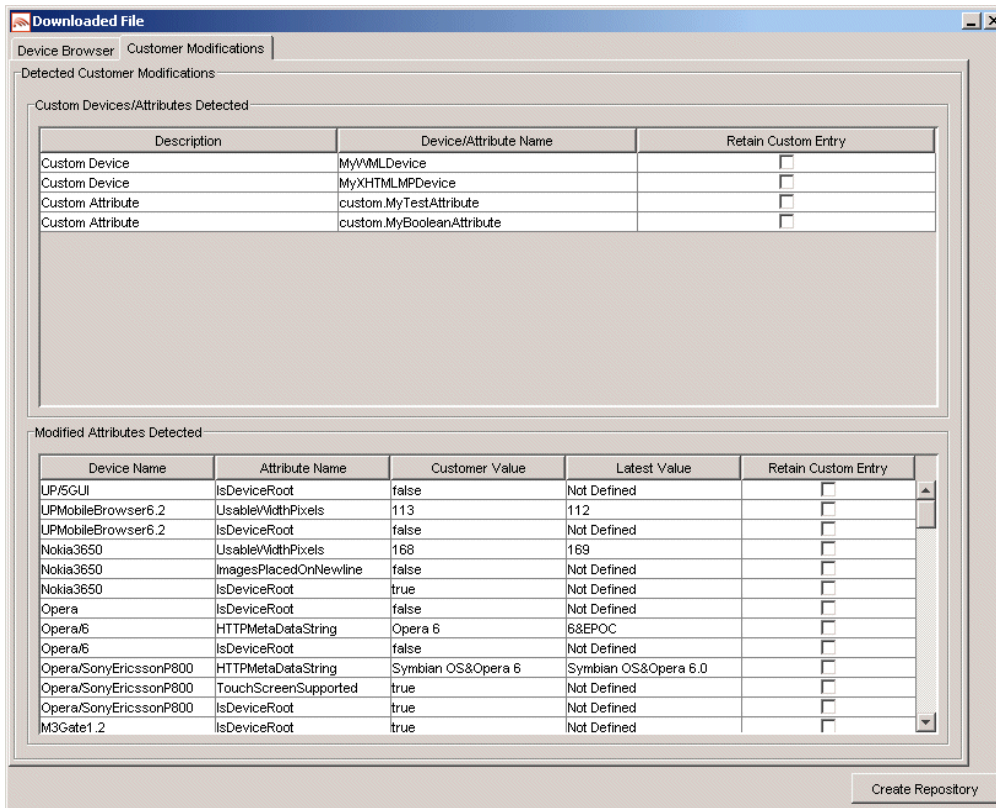 Downloaded File
Device Browser Customer Modifications
Detected Customer Modifications
Custom Devices/Attributes Detected
Description Device/Attribute Name Retain Custom Entry
Custom Device MyWMLDevice
Custom Device MyXHTMLMPDevice
Custom Attribute custom.MyTestAttribute
Custom Attribute custom.MyBooleanAttribute
Modified Attributes Detected
Device Name Attribute Name Customer Value Latest Value Retain Custom Entry
UP/5GUI IsDeviceRoot false Not Defined
UPMobileBrowser6.2 UsableWidthPixels 113 112
UPMobileBrowser6.2 IsDeviceRoot false Not Defined
Nokia3650 UsableWidthPixels 168 169
Nokia3650 ImagesPlacedOnNewline false Not Defined
Nokia3650 IsDeviceRoot true Not Defined
Opera IsDeviceRoot false Not Defined
Opera/6 HTTPMetaDataString Opera 6 6&EPOC
Opera/6 IsDeviceRoot false Not Defined
Opera/SonyEricssonP800 HTTPMetaDataString Symbian OS&Opera 6 Symbian OS&Opera 6.0
Opera/SonyEricssonP800 TouchScreenSupported true Not Defined
Opera/SonyEricssonP800 IsDeviceRoot true Not Defined
M3Gate1.2 IsDeviceRoot true Not Defined
Create Repository